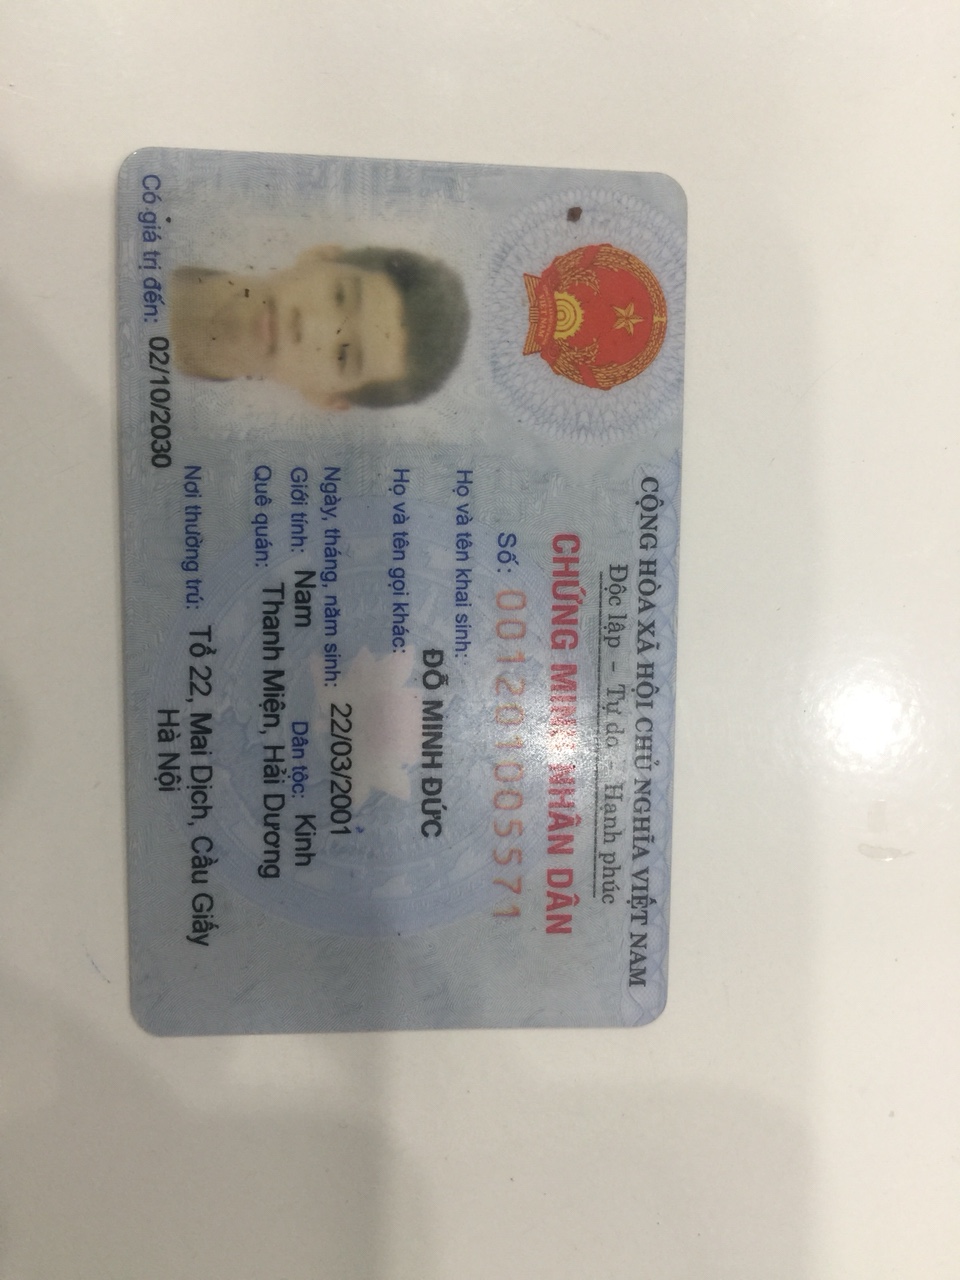 CỘNG HÒA XÃ HỘI CHỦ NGHĨA VIỆT NAM
Độc lập - Tự do - Hạnh phúc
CHỨNG MINH NHÂN DÂN
Số: 001201005571
Họ và tên khai sinh:
ĐỖ MINH ĐỨC
Họ và tên gọi khác:
Ngày, tháng, năm sinh: 22/03/2001
Giới tính: Nam Dân tộc: Kinh
Quê quán: Thanh Miện, Hải Dương
Nơi thường trú: Tổ 22, Mai Dịch, Cầu Giấy
Hà Nội
Có giá trị đến: 02/10/2030
VIỆT NAM